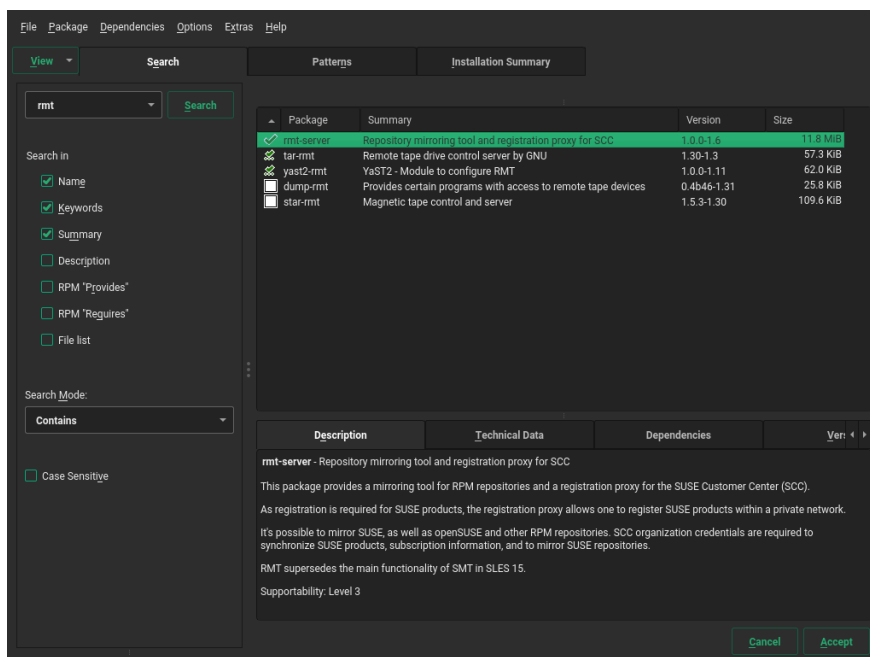 File Package Dependencies Options Extras Help
View Search Patterns Installation Summary
rmt Search
Package Summary Version Size
rmt-server Repository mirroring tool and registration proxy for SCC 1.0.0-1.6 11.8 MiB
tar-rmt Remote tape drive control server by GNU 1.30-1.3 57.3 KiB
yast2-rmt YaST2 - Module to configure RMT 1.0.0-1.11 62.0 KiB
dump-rmt Provides certain programs with access to remote tape devices 0.4b46-1.31 25.8 KiB
star-rmt Magnetic tape control and server 1.5.3-1.30 109.6 KiB
Search in
Name
Keywords
Summary
Description
RPM "Provides"
RPM "Requires"
File list
Search Mode:
Contains
Case Sensitive
Description Technical Data Dependencies Ver
rmt-server - Repository mirroring tool and registration proxy for SCC
This package provides a mirroring tool for RPM repositories and a registration proxy for the SUSE Customer Center (SCC).
As registration is required for SUSE products, the registration proxy allows one to register SUSE products within a private network.
It's possible to mirror SUSE, as well as openSUSE and other RPM repositories. SCC organization credentials are required to
synchronize SUSE products, subscription information, and to mirror SUSE repositories.
RMT supersedes the main functionality of SMT in SLES 15.
Supportability: Level 3
Cancel Accept